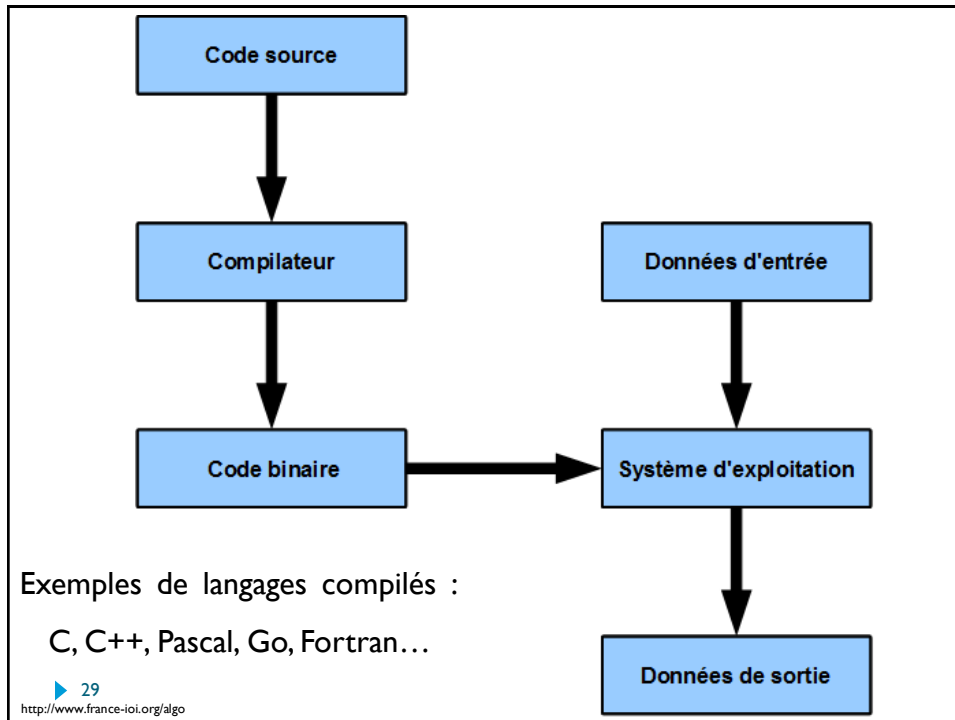 Code source
Compilateur
Données d'entrée
Code binaire
Système d'exploitation
Exemples de langages compilés :
C, C++, Pascal, Go, Fortran…
Données de sortie
29
http://www.france-ioi.org/algo